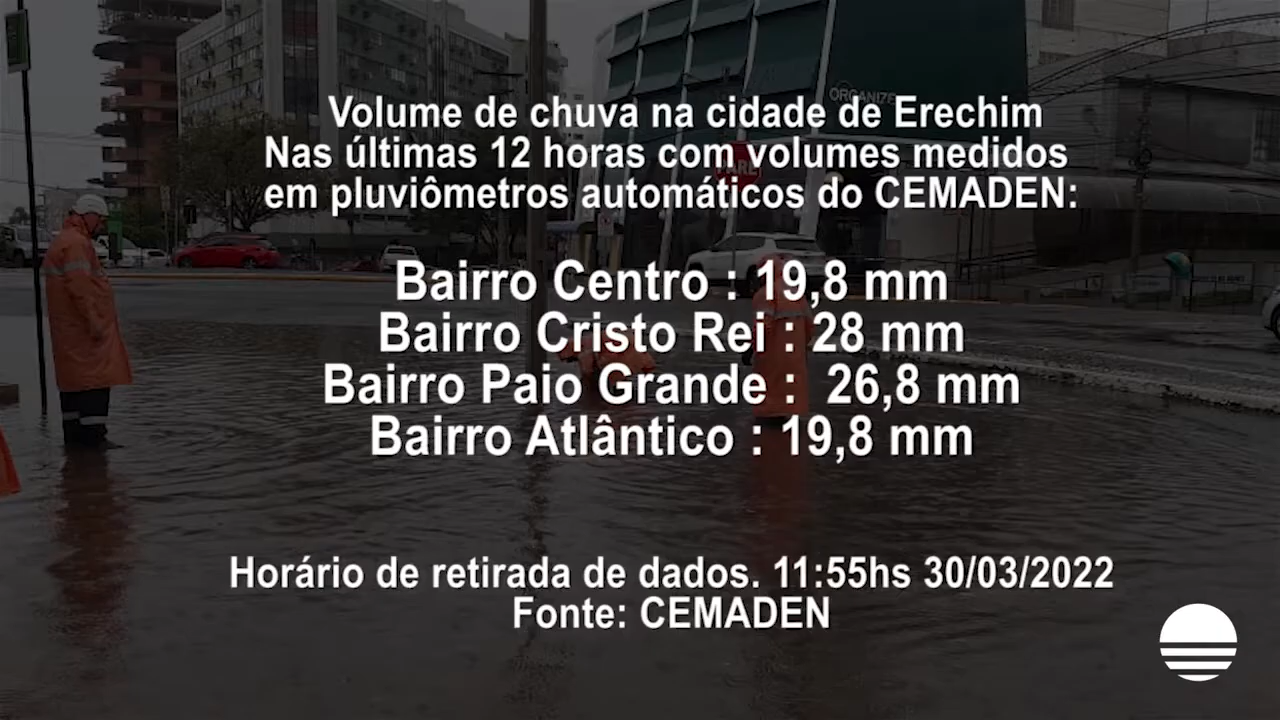 Volume de chuva na cidade de Erechim
Nas últimas 12 horas com volumes medidos
em pluviômetros automáticos do CEMADEN:
Bairro Centro : 19,8 mm
Bairro Cristo Rei : 28 mm
Bairro Paio Grande : 26,8 mm
Bairro Atlântico : 19,8 mm
Horário de retirada de dados. 11:55hs 30/03/2022
Fonte: CEMADEN
ORGANIZE
PARE